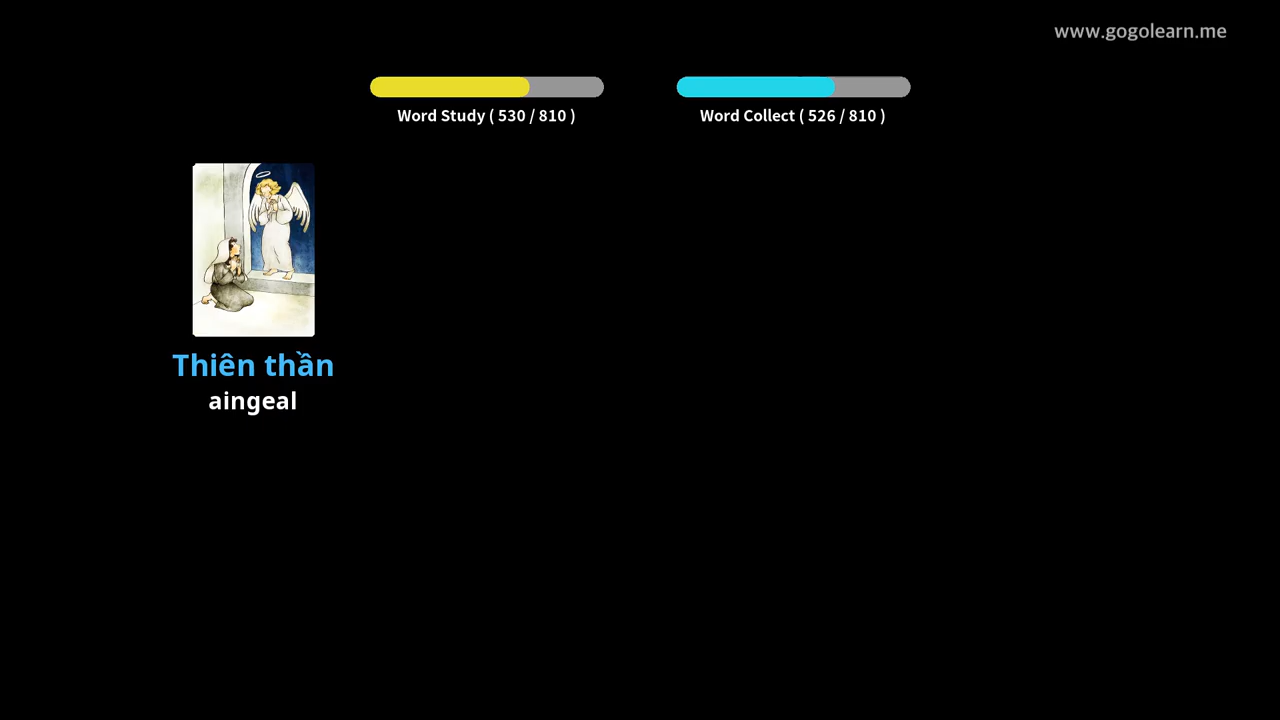 www.gogolearn.me
Word Study ( 530 / 810 )
Word Collect ( 526 / 810 )
Thiên thần
aingeal